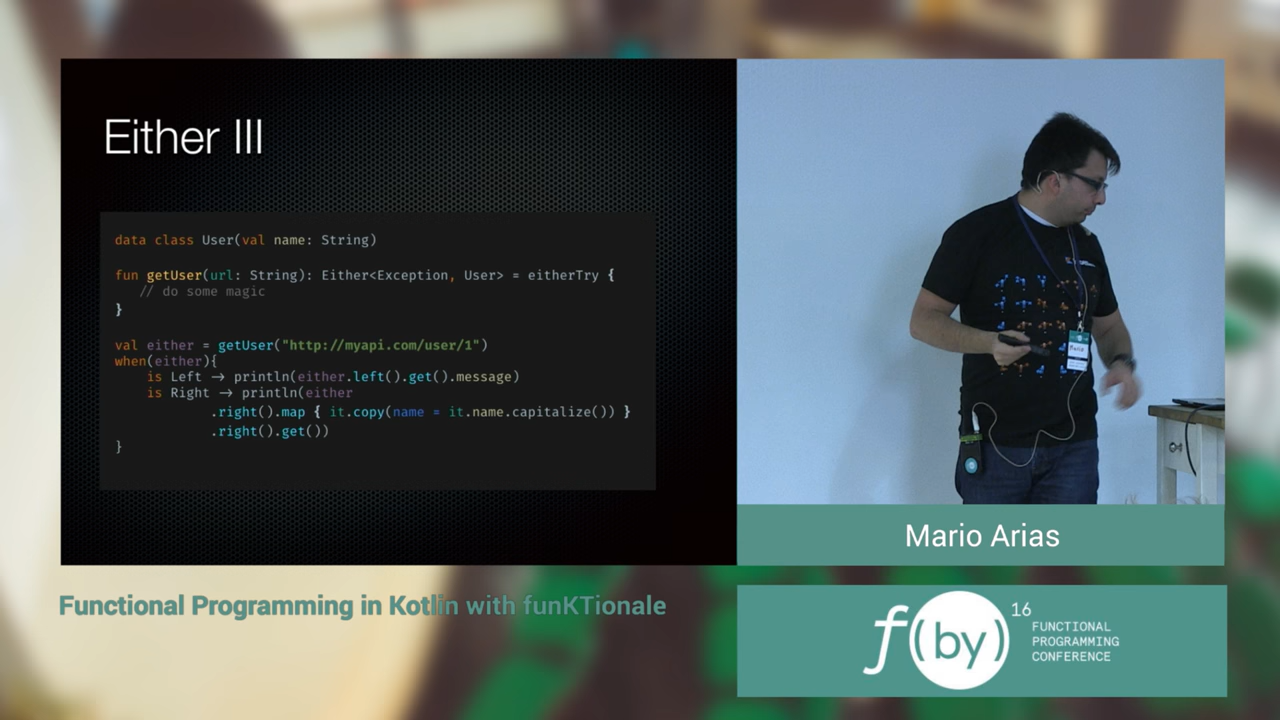 Either III
data class User(val name: String)
fun getUser(url: String): Either<Exception, User> = eitherTry {
// do some magic
}
val either = getUser("http://myapi.com/user/1")
when(either){
is Left → println(either.left().get().message)
is Right → println(either
.right().map { it.copy(name = it.name.capitalize()) }
.right().get())
}
Mario Arias
Functional Programming in Kotlin with funKTionale
f(by) 16
FUNCTIONAL
PROGRAMMING
CONFERENCE